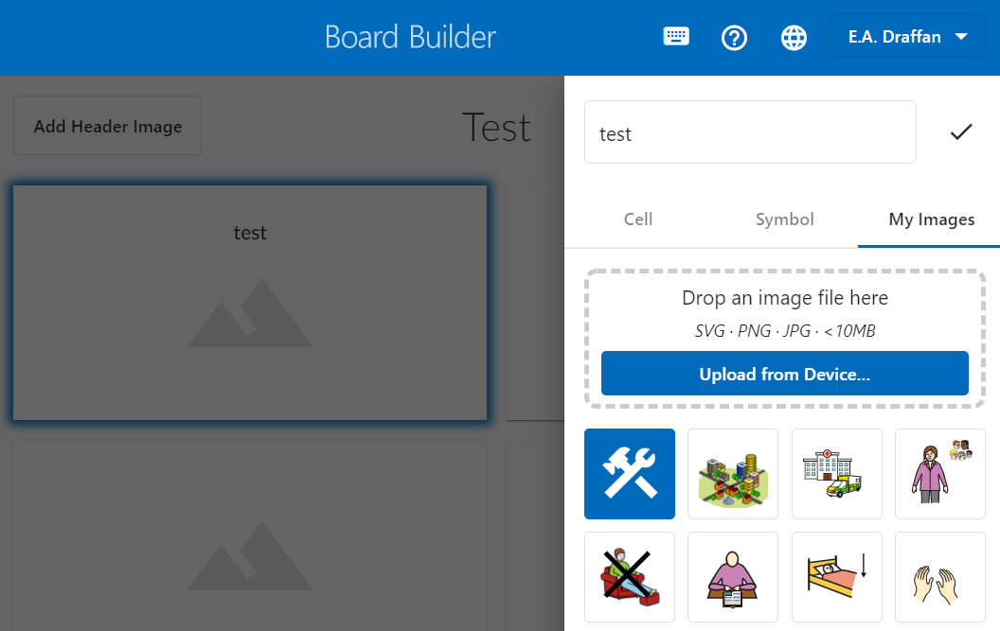 Board Builder
E.A. Draffan
Add Header Image
Test
test
test
Cell
Symbol
My Images
Drop an image file here
SVG · PNG · JPG · <10MB
Upload from Device...